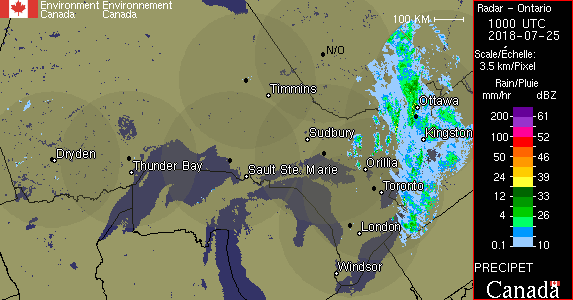 Environment Environnement
Canada Canada
100 KM
N/O
Timmins
Ottawa
Sudbury
Kingston
Dryden
Thunder Bay
Sault Ste. Marie
Orillia
Toronto
London
Windsor
Radar - Ontario
1000 UTC
2018-07-25
Scale/Échelle:
3.5 km/Pixel
Rain/Pluie
mm/hr dBZ
200 61
100 52
50 46
24 39
12 33
4 26
0.1 10
PRECIPET
Canada